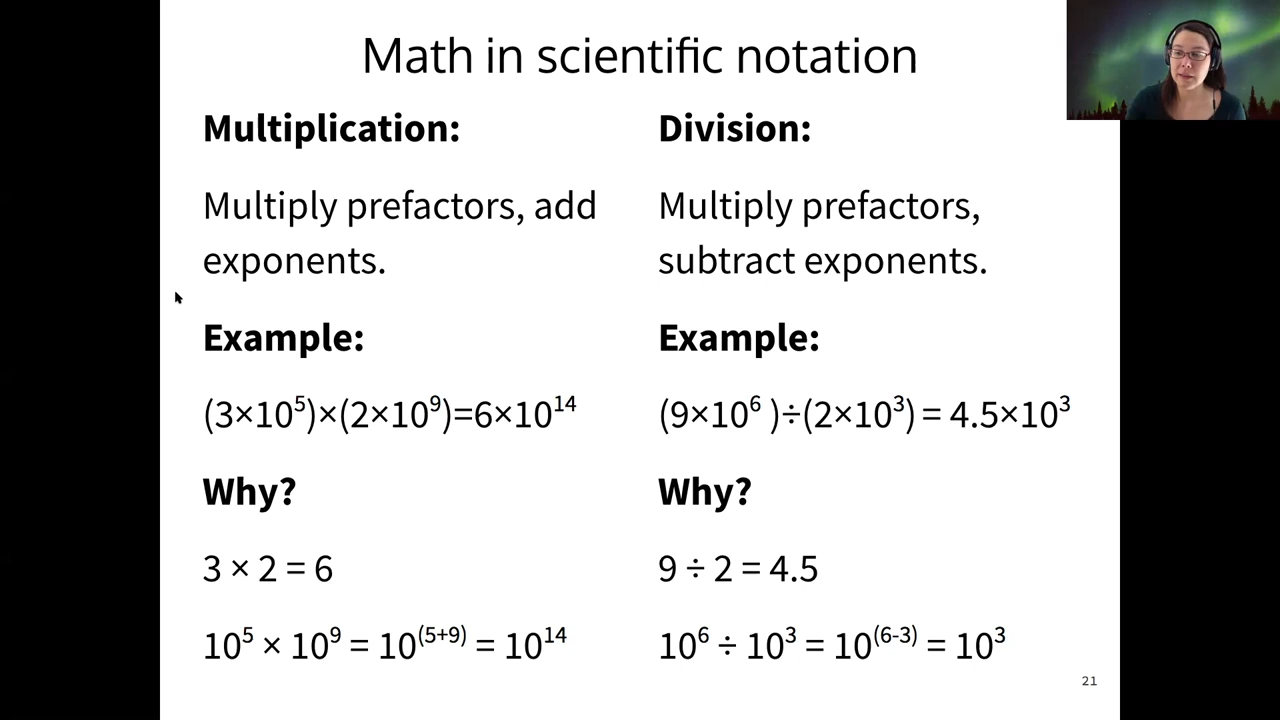 Math in scientific notation
Multiplication:
Multiply prefactors, add
exponents.
Example:
(3×10⁵)×(2×10⁹)=6×10¹⁴
Why?
3 × 2 = 6
10⁵ × 10⁹ = 10⁽⁵⁺⁹⁾ = 10¹⁴
Division:
Multiply prefactors,
subtract exponents.
Example:
(9×10⁶ )÷(2×10³) = 4.5×10³
Why?
9 ÷ 2 = 4.5
10⁶ ÷ 10³ = 10⁽⁶⁻³⁾ = 10³
21